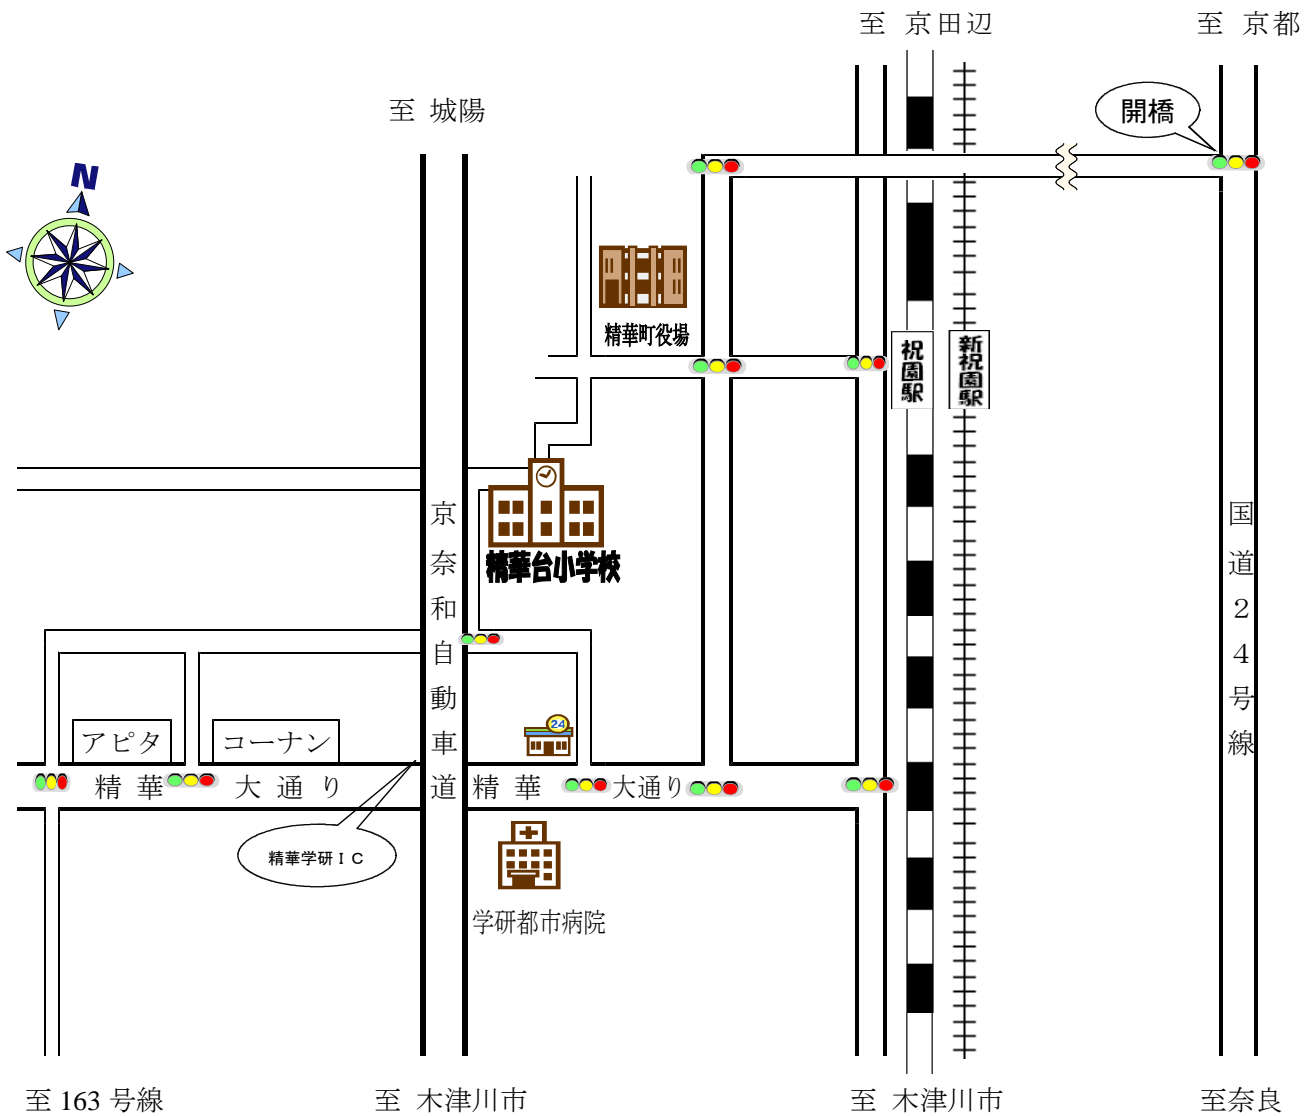 至 京田辺
至 京都
至 城陽
開橋
N
精華町役場
祝園駅
新祝園駅
京奈和自動車道
精華台小学校
国道24号線
24
アピタ
コーナン
精華大通り
精華大通り
精華学研IC
学研都市病院
至 163 号線
至 木津川市
至 木津川市
至奈良